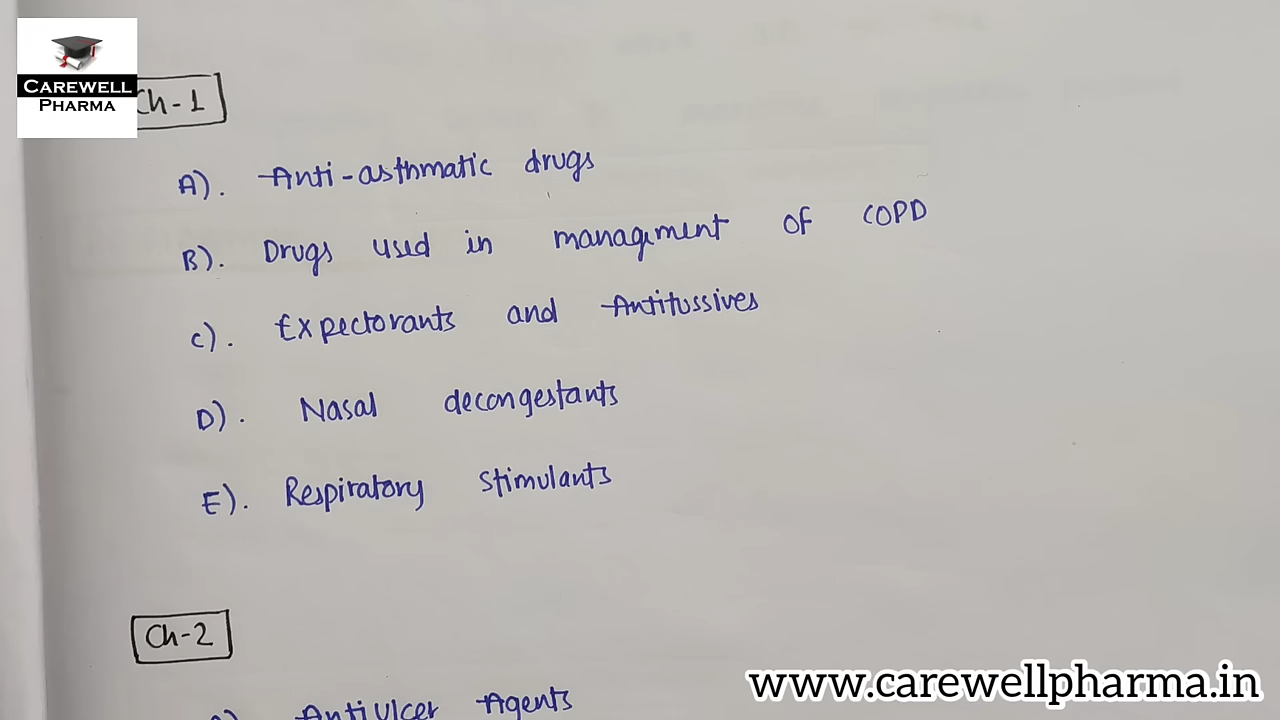 CAREWELL
PHARMA
Ch-1
A). Anti-asthmatic drugs
B). Drugs used in management of COPD
C). Expectorants and Antitussives
D). Nasal decongestants
E). Respiratory stimulants
Ch-2
Antiulcer Agents
www.carewellpharma.in